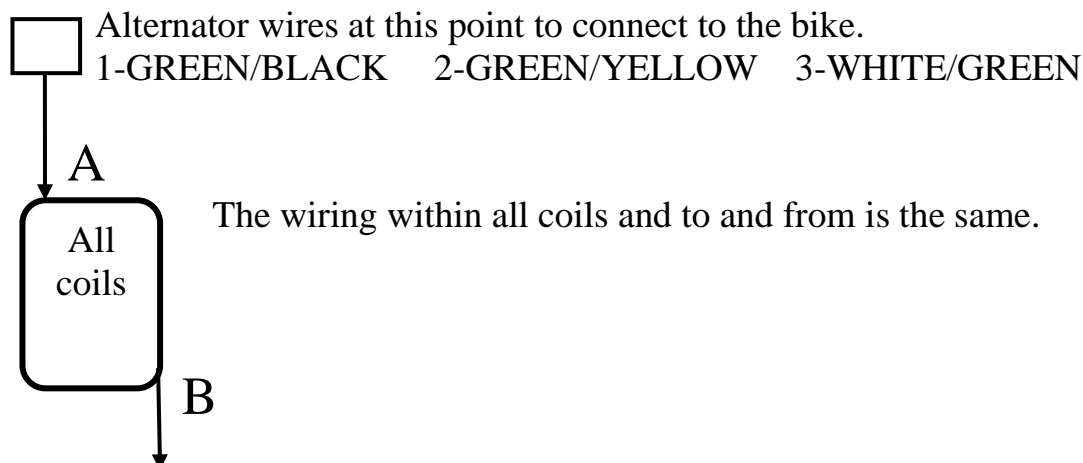 Alternator wires at this point to connect to the bike.
1-GREEN/BLACK 2-GREEN/YELLOW 3-WHITE/GREEN
A
The wiring within all coils and to and from is the same.
All
coils
B